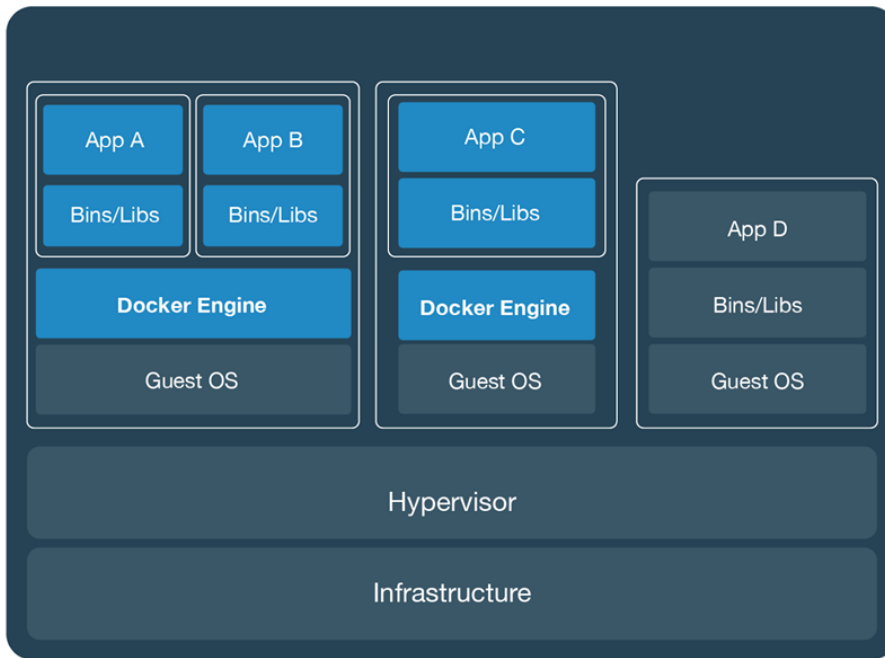 App A
Bins/Libs
App B
Bins/Libs
Docker Engine
Guest OS
App C
Bins/Libs
Docker Engine
Guest OS
App D
Bins/Libs
Guest OS
Hypervisor
Infrastructure